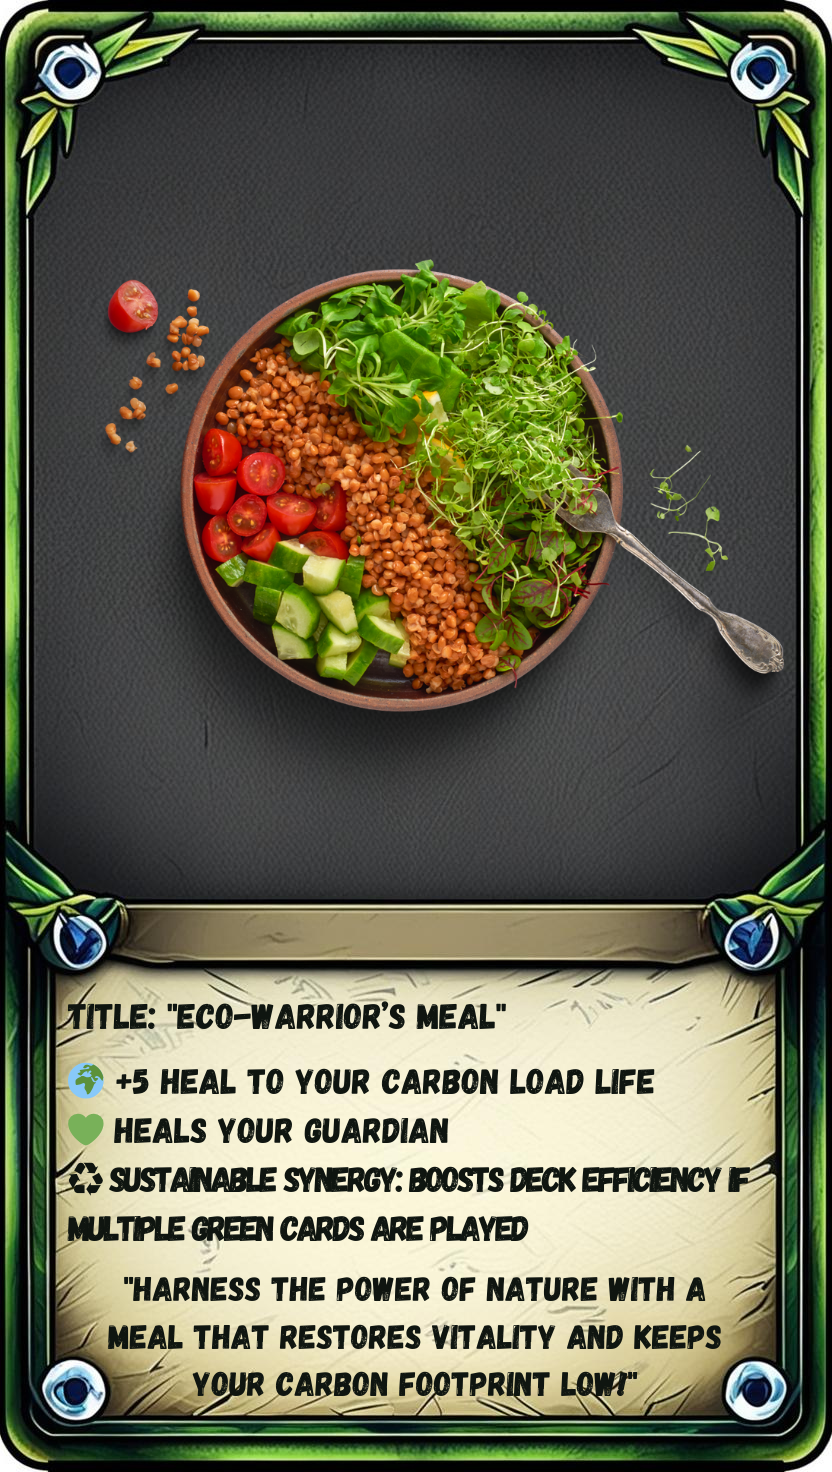 TITLE: "ECO-WARRIOR'S MEAL"
🌍 +5 HEAL TO YOUR CARBON LOAD LIFE
💚 HEALS YOUR GUARDIAN
♻ SUSTAINABLE SYNERGY: BOOSTS DECK EFFICIENCY IF
MULTIPLE GREEN CARDS ARE PLAYED
"HARNESS THE POWER OF NATURE WITH A
MEAL THAT RESTORES VITALITY AND KEEPS
YOUR CARBON FOOTPRINT LOW!"